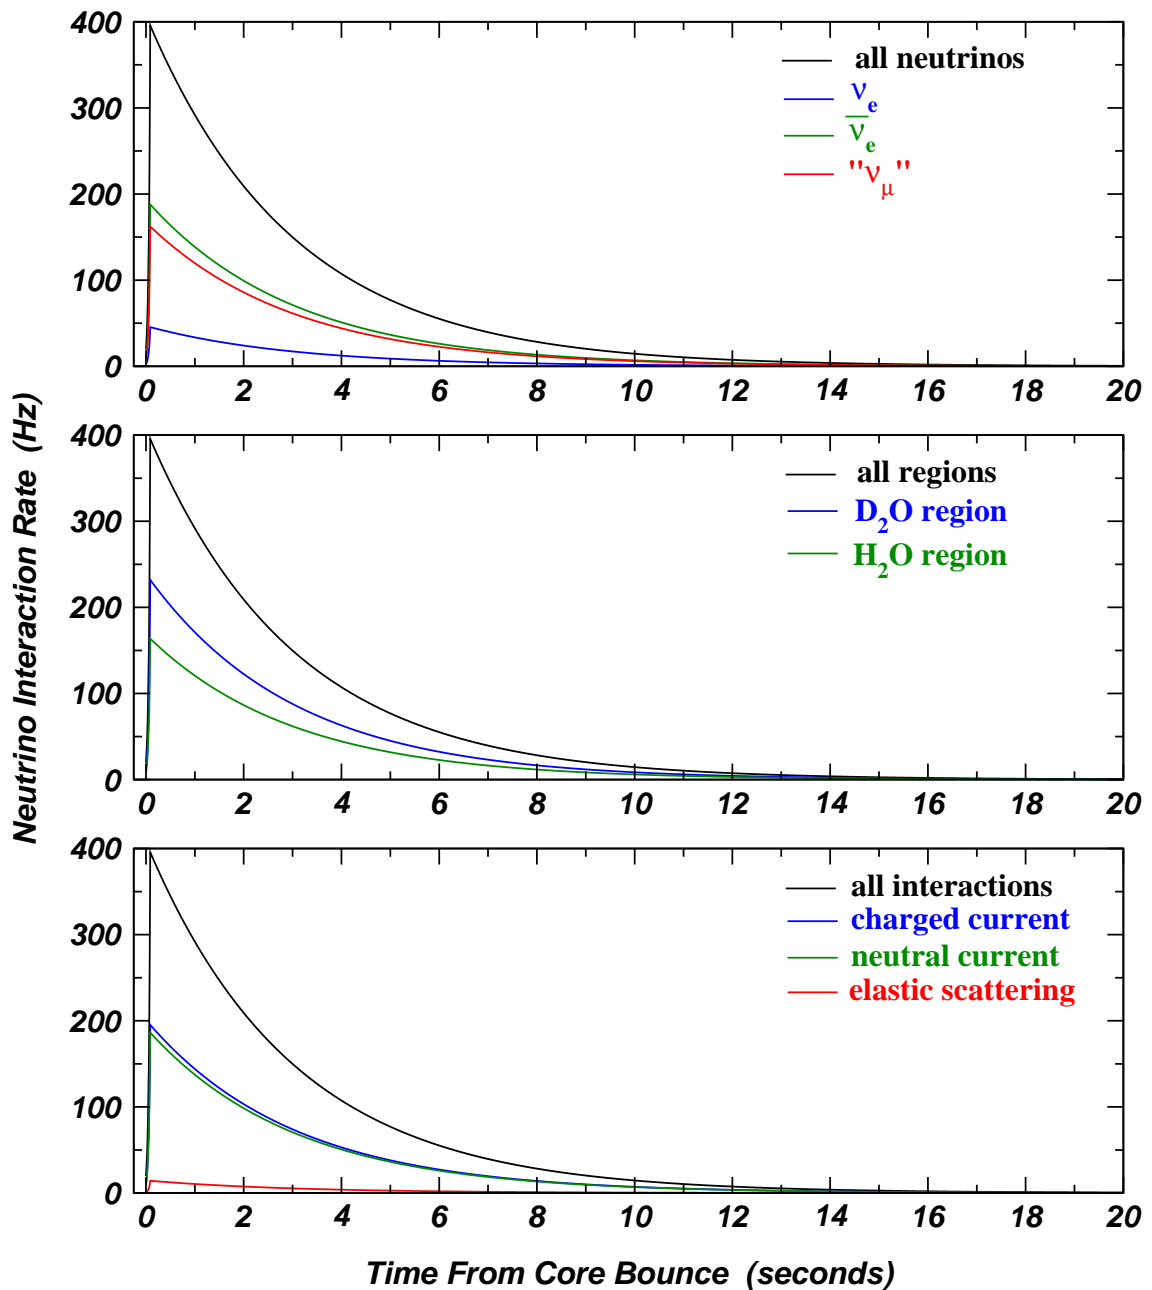 Neutrino Interaction Rate (Hz)
400
300
200
100
0
all neutrinos
νe
ν̅e
"νμ"
0 2 4 6 8 10 12 14 16 18 20
400
300
200
100
0
all regions
D2O region
H2O region
0 2 4 6 8 10 12 14 16 18 20
400
300
200
100
0
all interactions
charged current
neutral current
elastic scattering
0 2 4 6 8 10 12 14 16 18 20
Time From Core Bounce (seconds)